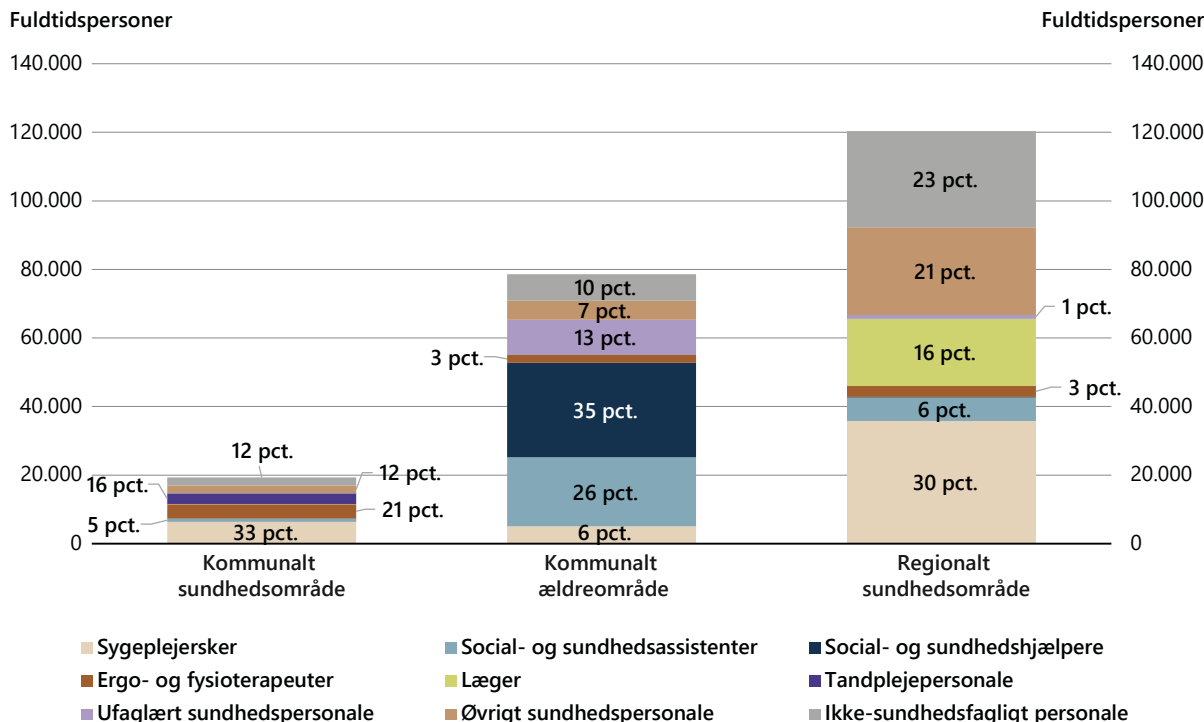 Fuldtidspersoner
Fuldtidspersoner
140.000
140.000
120.000
120.000
100.000
100.000
80.000
80.000
60.000
60.000
40.000
40.000
20.000
20.000
0
0
12 pct.
16 pct.
12 pct.
5 pct.
21 pct.
33 pct.
10 pct.
7 pct.
13 pct.
3 pct.
35 pct.
26 pct.
6 pct.
23 pct.
21 pct.
1 pct.
16 pct.
3 pct.
6 pct.
30 pct.
Kommunalt
sundhedsområde
Kommunalt
ældreområde
Regionalt
sundhedsområde
Sygeplejersker
Social- og sundhedsassistenter
Social- og sundhedshjælpere
Ergo- og fysioterapeuter
Læger
Tandplejepersonale
Ufaglært sundhedspersonale
Øvrigt sundhedspersonale
Ikke-sundhedsfagligt personale